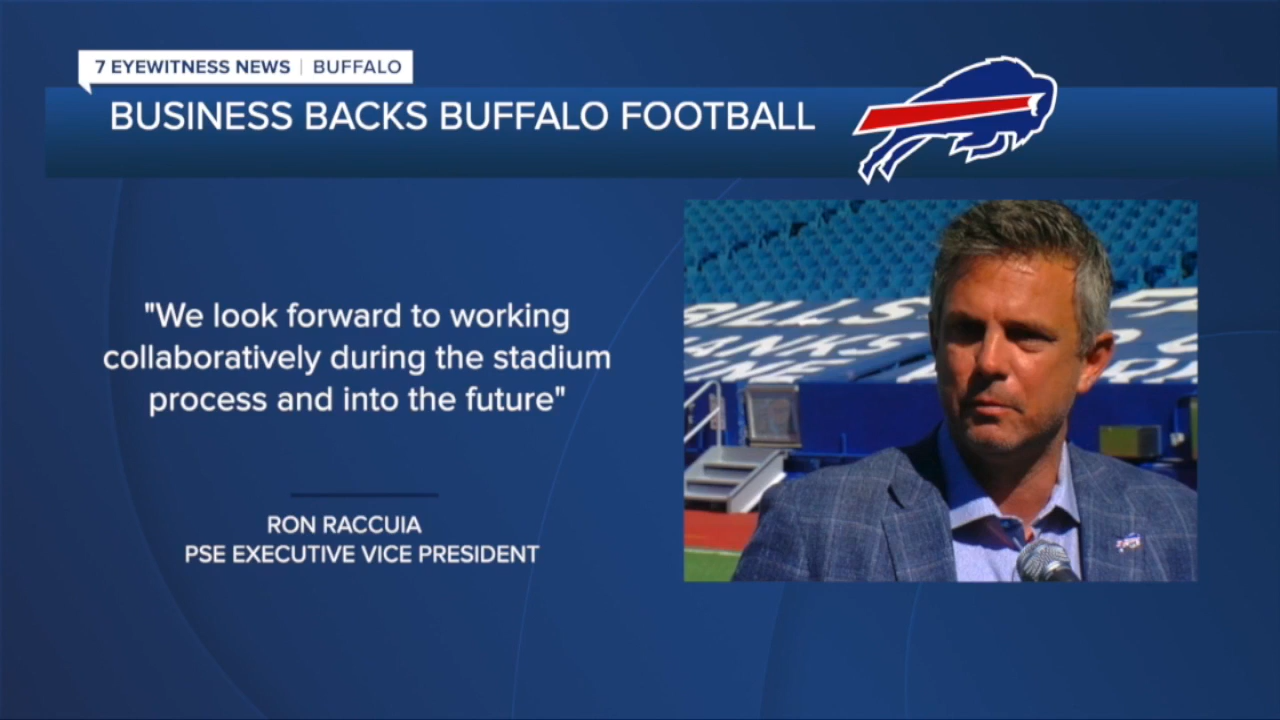 7 EYEWITNESS NEWS | BUFFALO
BUSINESS BACKS BUFFALO FOOTBALL
"We look forward to working
collaboratively during the stadium
process and into the future"
RON RACCUIA
PSE EXECUTIVE VICE PRESIDENT
BILLS